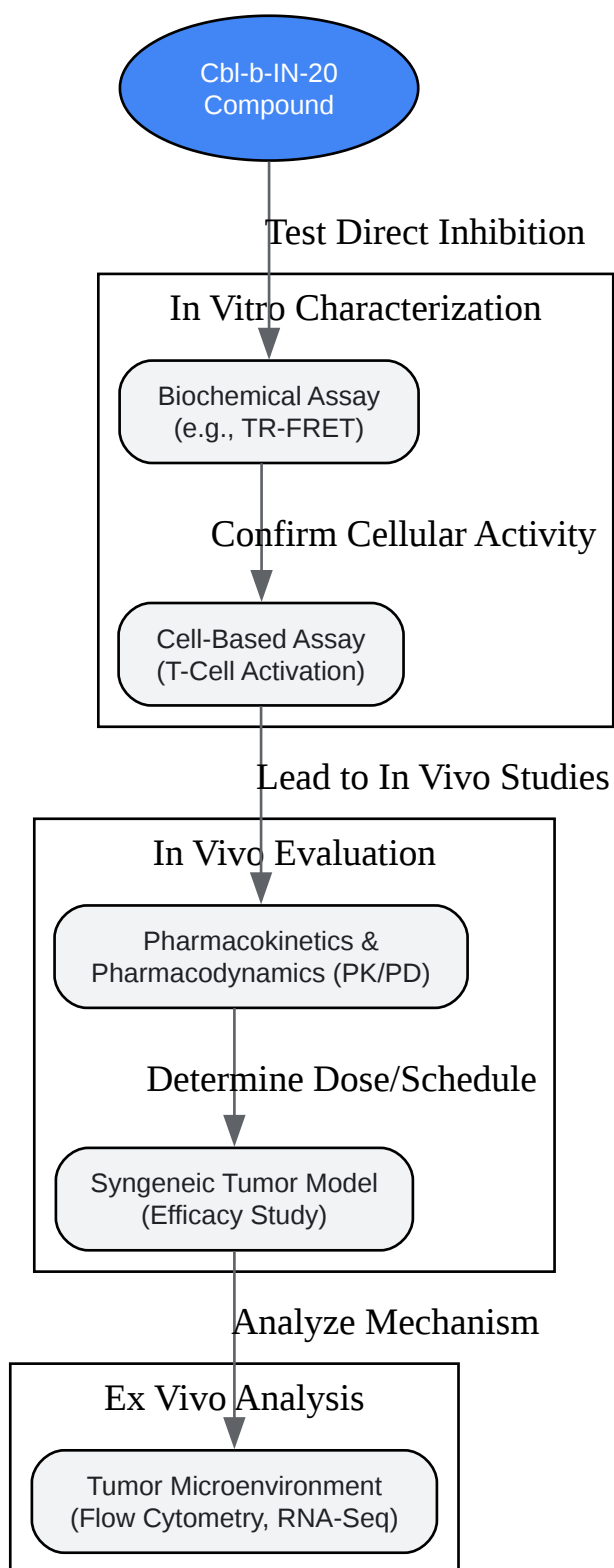 Cbl-b-IN-20
Compound
Test Direct Inhibition
In Vitro Characterization
Biochemical Assay
(e.g., TR-FRET)
Confirm Cellular Activity
Cell-Based Assay
(T-Cell Activation)
Lead to In Vivo Studies
In Vivo Evaluation
Pharmacokinetics &
Pharmacodynamics (PK/PD)
Determine Dose/Schedule
Syngeneic Tumor Model
(Efficacy Study)
Analyze Mechanism
Ex Vivo Analysis
Tumor Microenvironment
(Flow Cytometry, RNA-Seq)